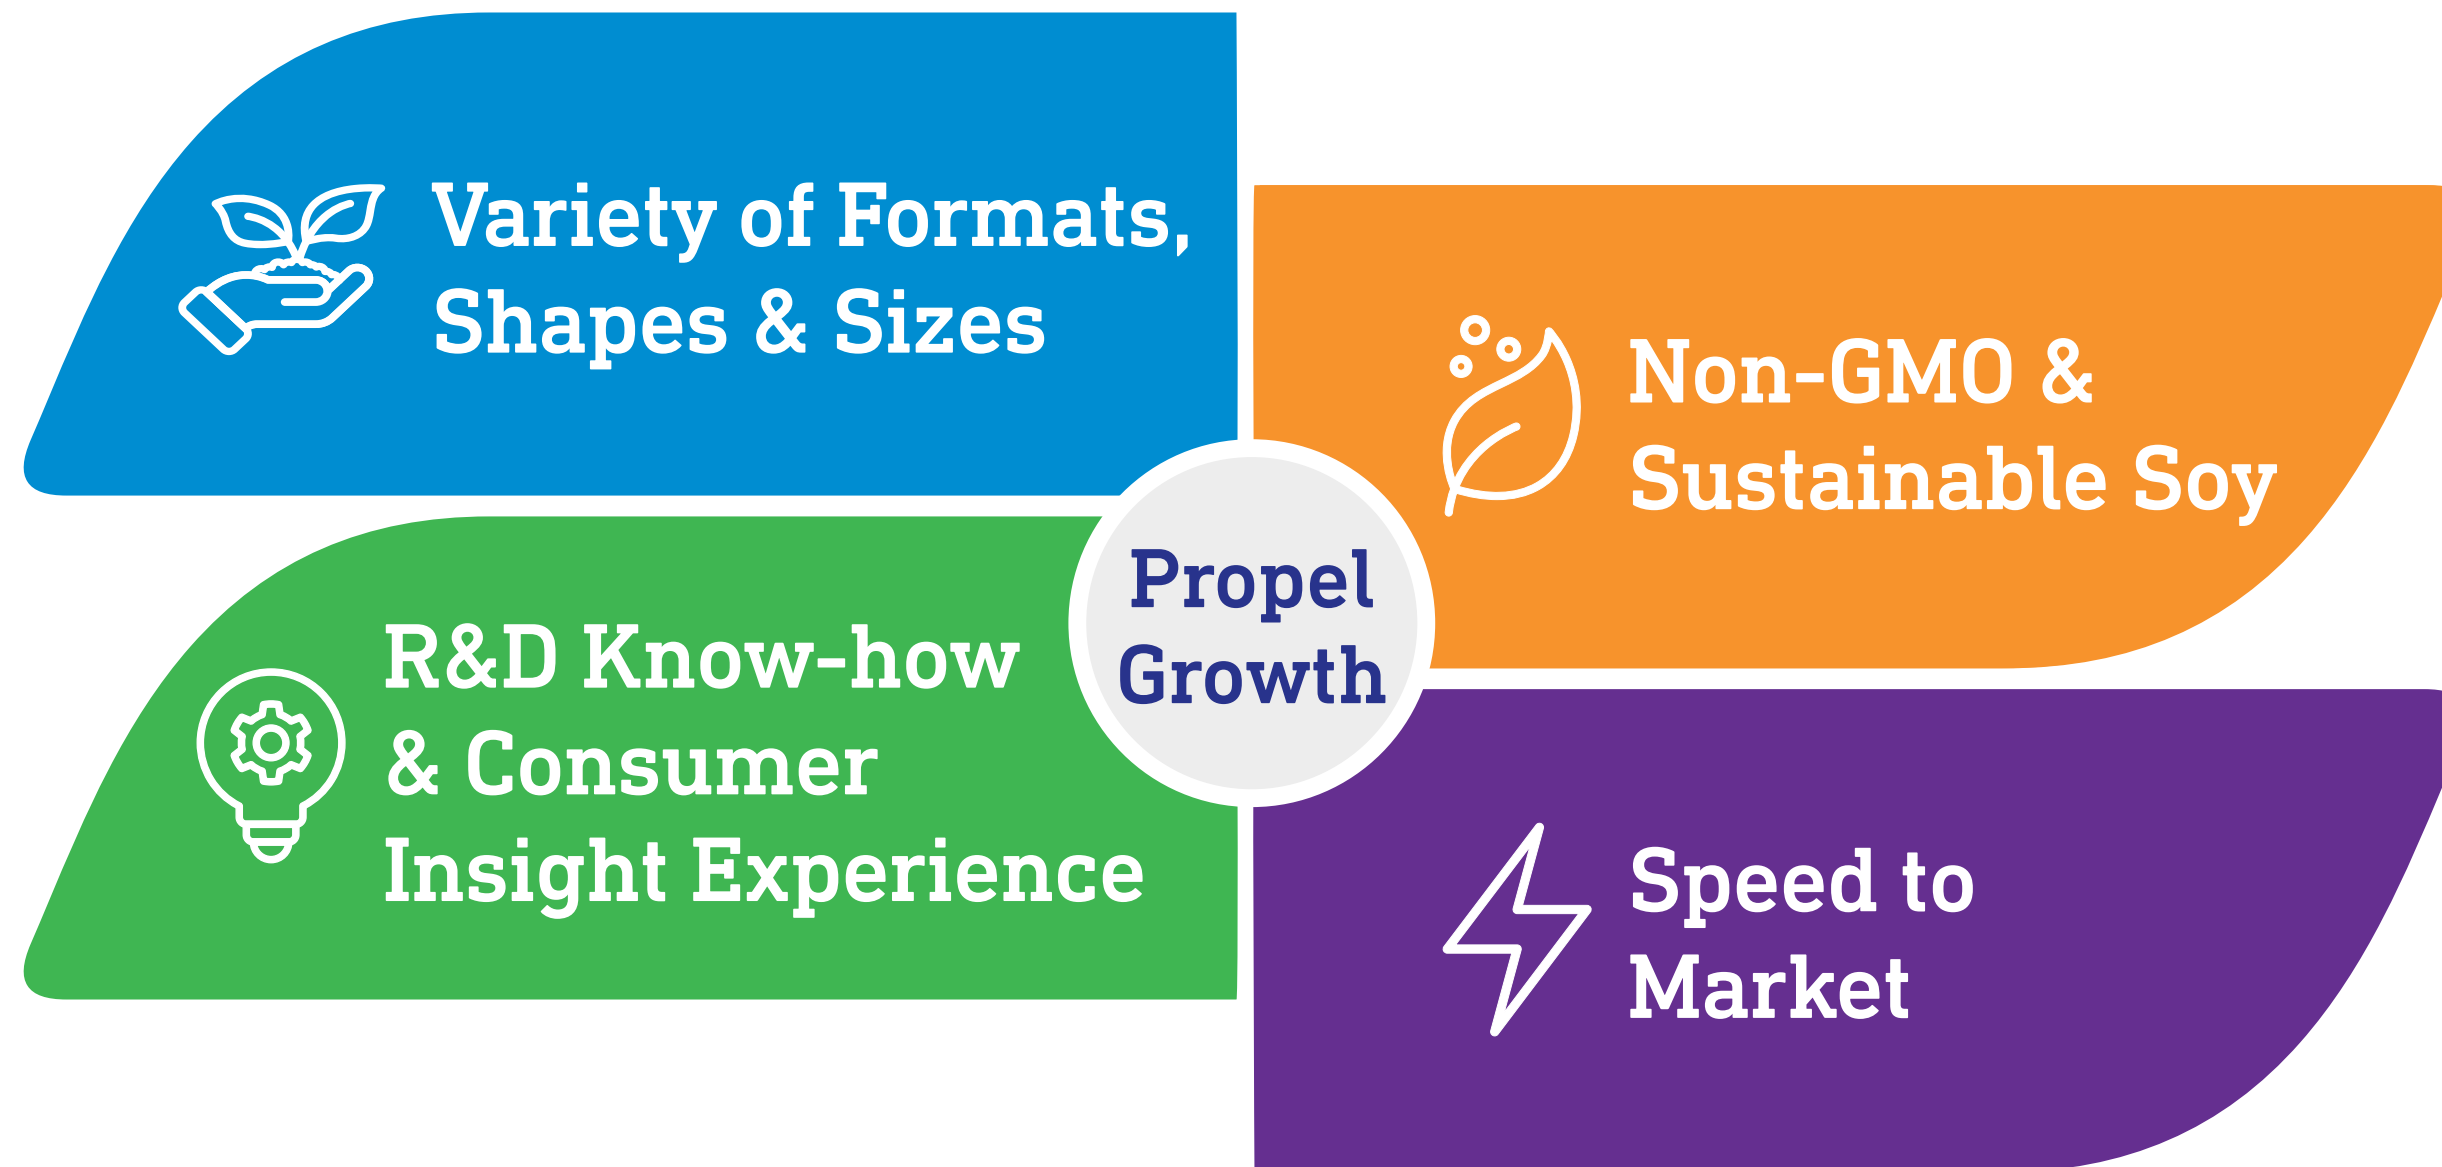 Variety of Formats,
Shapes & Sizes
Non-GMO &
Sustainable Soy
Propel
Growth
R&D Know-how
& Consumer
Insight Experience
Speed to
Market